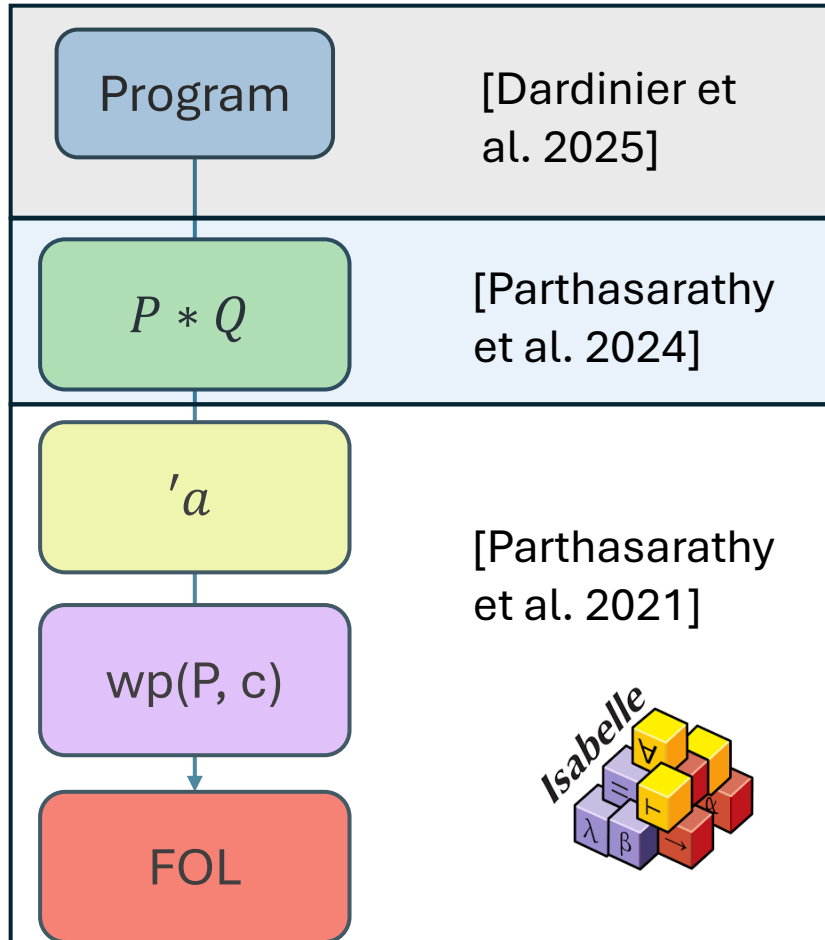 Program
[Dardinier et
al. 2025]
P ∗ Q
[Parthasarathy
et al. 2024]
′a
[Parthasarathy
et al. 2021]
wp(P, c)
Isabelle
∀
=
⊢
α
λ
β
→
FOL